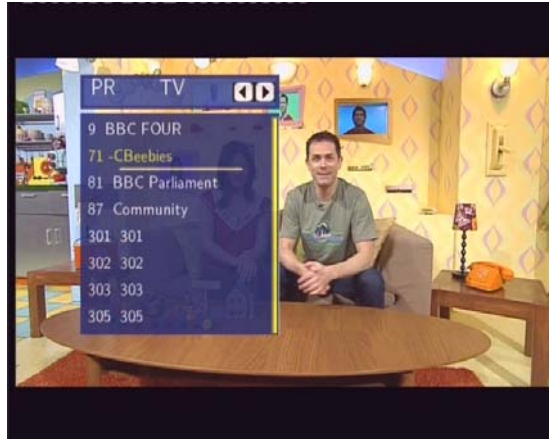 PR TV
9 BBC FOUR
71 -CBeebies
81 BBC Parliament
87 Community
301 301
302 302
303 303
305 305